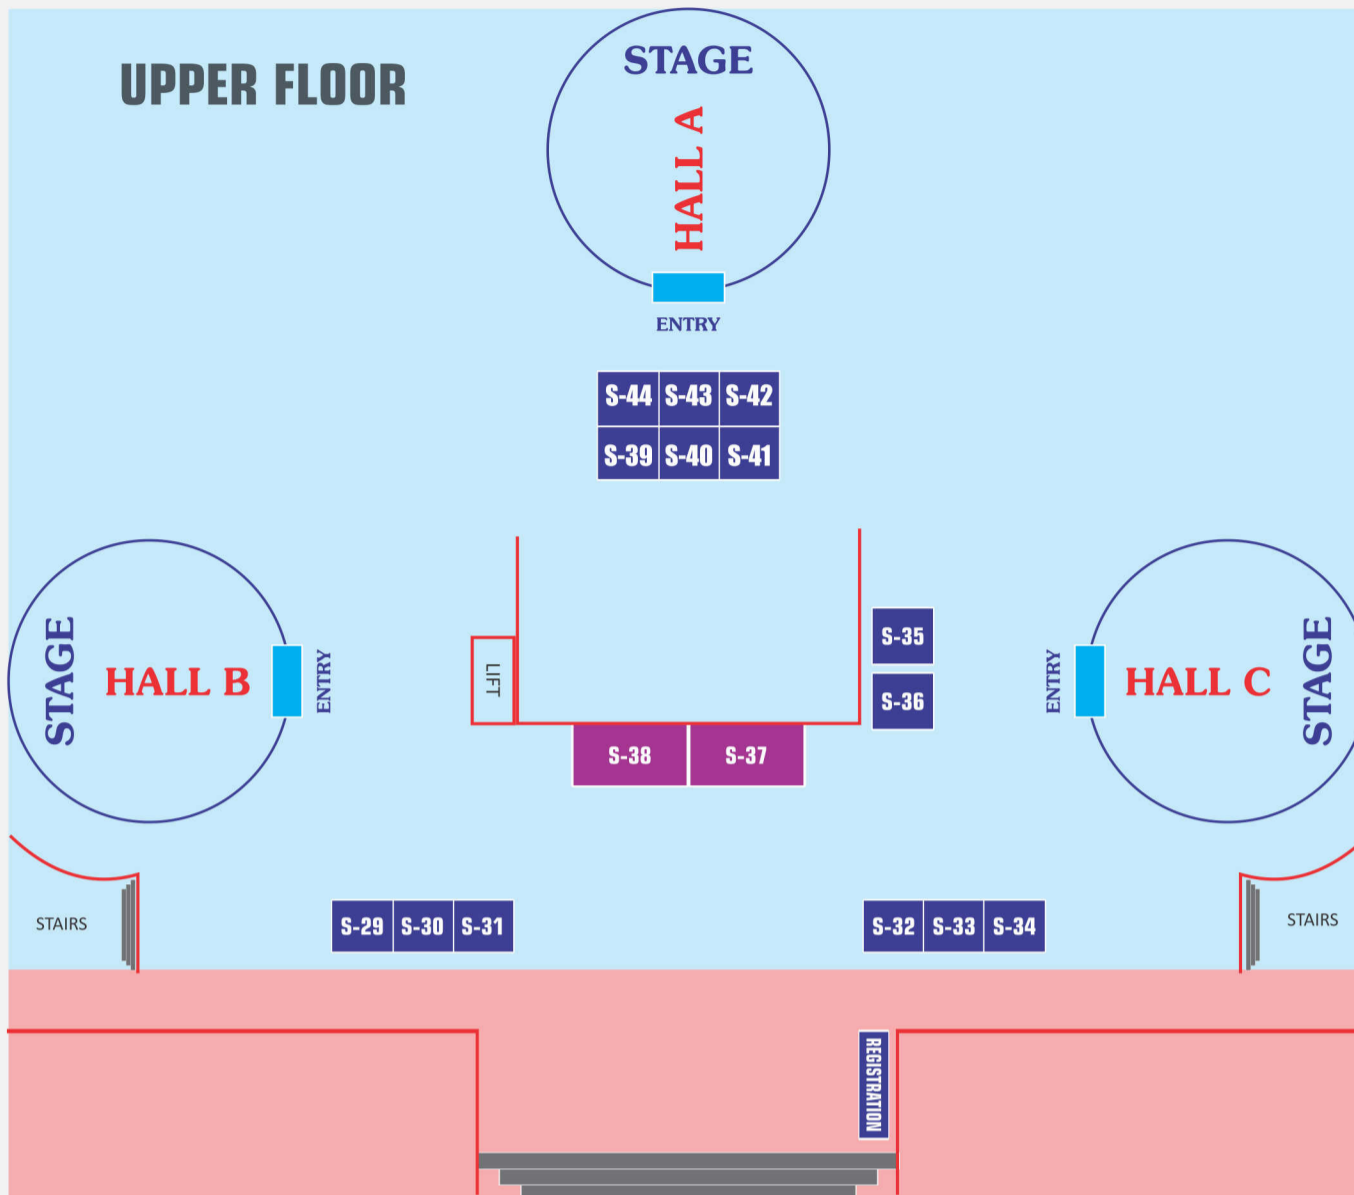 UPPER FLOOR
STAGE
HALL A
ENTRY
S-44 S-43 S-42
S-39 S-40 S-41
STAGE
HALL B
ENTRY
LIFT
S-35
S-36
ENTRY
HALL C
STAGE
S-38 S-37
STAIRS
S-29 S-30 S-31
S-32 S-33 S-34
STAIRS
REGISTRATION